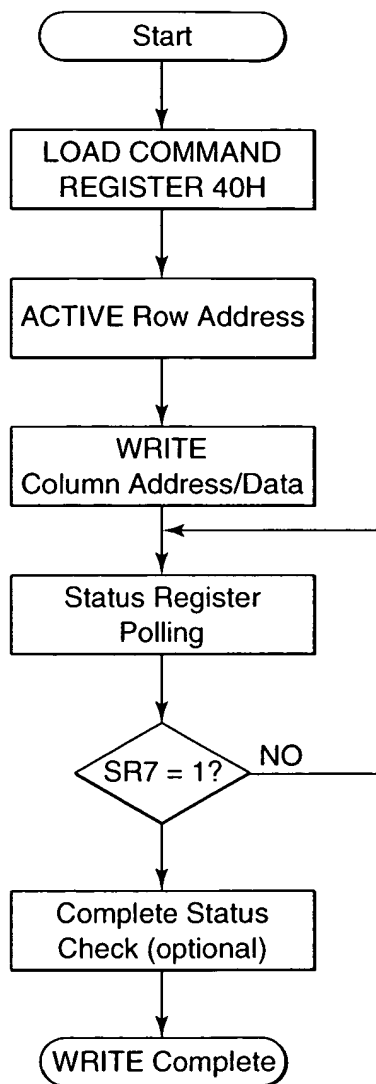 Start
LOAD COMMAND
REGISTER 40H
ACTIVE Row Address
WRITE
Column Address/Data
Status Register
Polling
SR7 = 1?
NO
Complete Status
Check (optional)
WRITE Complete